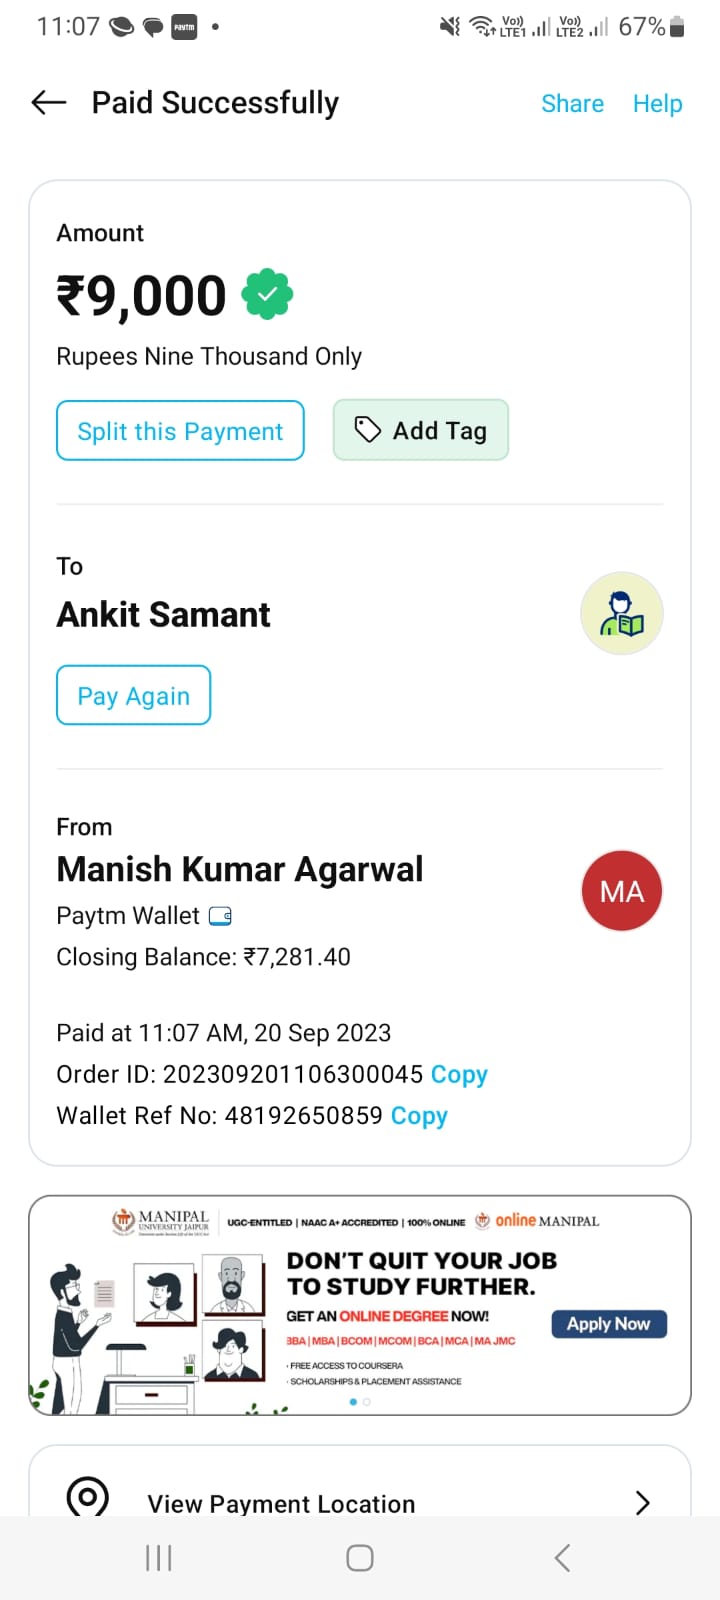 11:07 paytm Vo)) LTE1 Vo)) LTE2 67%
Paid Successfully Share Help
Amount
₹9,000
Rupees Nine Thousand Only
Split this Payment Add Tag
To
Ankit Samant
Pay Again
From
Manish Kumar Agarwal
MA
Paytm Wallet
Closing Balance: ₹7,281.40
Paid at 11:07 AM, 20 Sep 2023
Order ID: 202309201106300045 Copy
Wallet Ref No: 48192650859 Copy
MANIPAL
UNIVERSITY JAIPUR
UGC-ENTITLED | NAAC A+ ACCREDITED | 100% ONLINE
online MANIPAL
DON'T QUIT YOUR JOB
TO STUDY FURTHER.
GET AN ONLINE DEGREE NOW!
Apply Now
BBA | MBA | BCOM | MCOM | BCA | MCA | MA JMC
· FREE ACCESS TO COURSERA
· SCHOLARSHIPS & PLACEMENT ASSISTANCE
View Payment Location